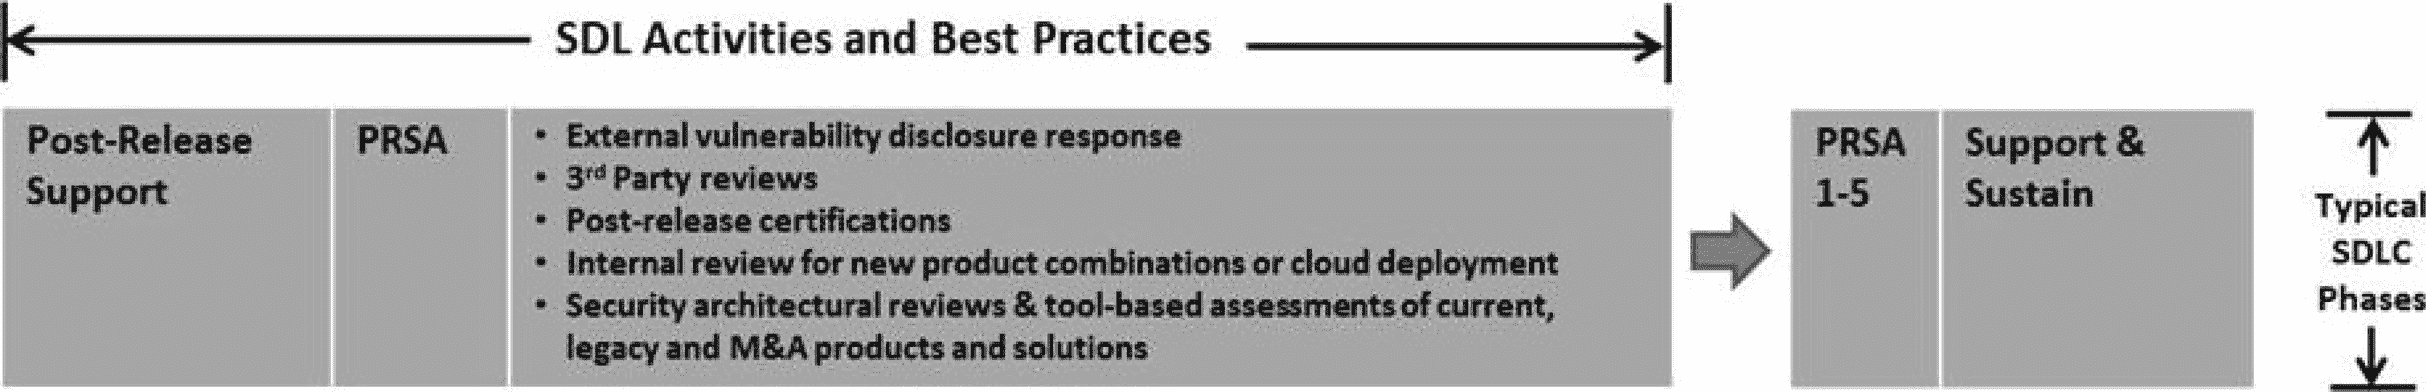 SDL Activities and Best Practices
Post-Release
Support
PRSA
• External vulnerability disclosure response
• 3rd Party reviews
• Post-release certifications
• Internal review for new product combinations or cloud deployment
• Security architectural reviews & tool-based assessments of current,
legacy and M&A products and solutions
PRSA
1-5
Support &
Sustain
Typical
SDLC
Phases